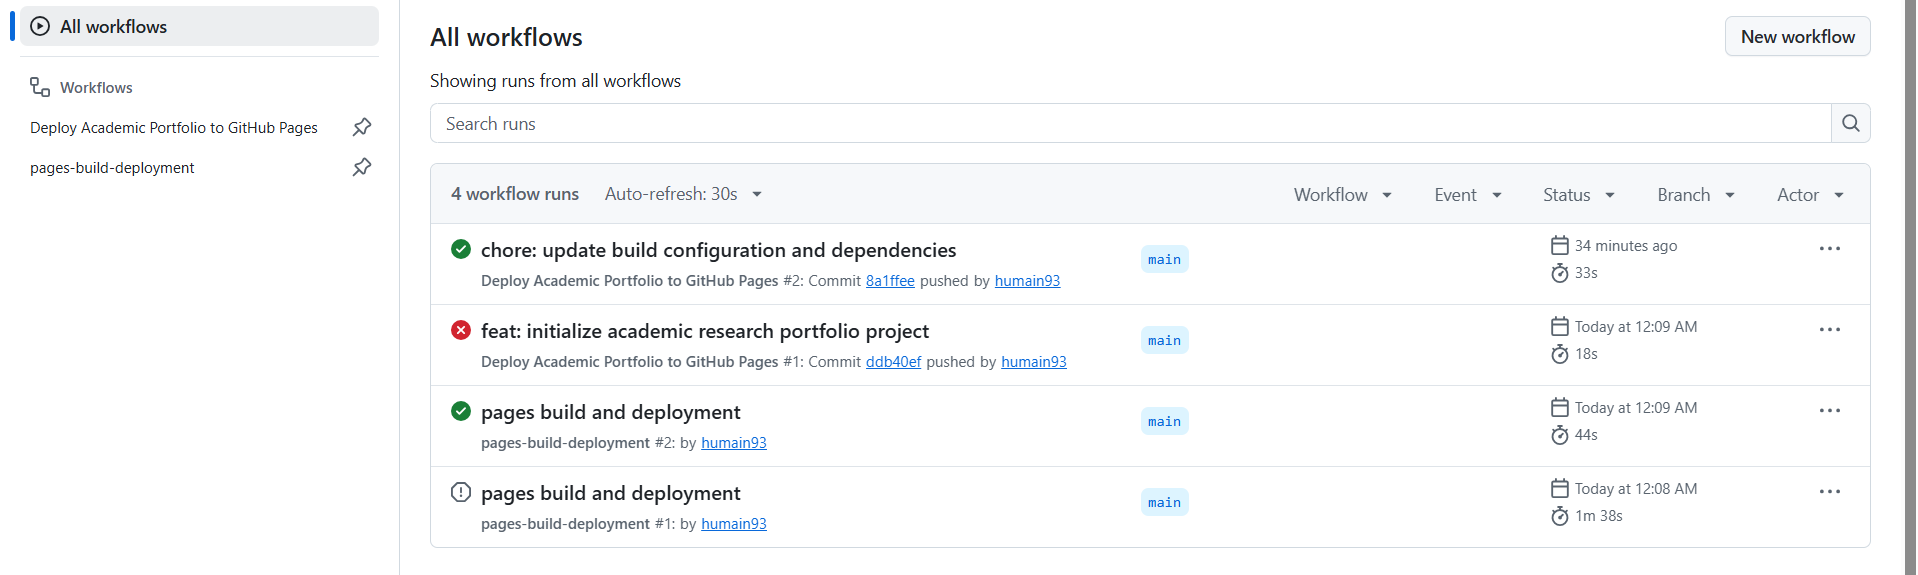 All workflows
Workflows
Deploy Academic Portfolio to GitHub Pages
pages-build-deployment
All workflows
New workflow
Showing runs from all workflows
Search runs
4 workflow runs Auto-refresh: 30s Workflow Event Status Branch Actor
chore: update build configuration and dependencies
Deploy Academic Portfolio to GitHub Pages #2: Commit 8a1ffee pushed by humain93
main
34 minutes ago
33s
feat: initialize academic research portfolio project
Deploy Academic Portfolio to GitHub Pages #1: Commit ddb40ef pushed by humain93
main
Today at 12:09 AM
18s
pages build and deployment
pages-build-deployment #2: by humain93
main
Today at 12:09 AM
44s
pages build and deployment
pages-build-deployment #1: by humain93
main
Today at 12:08 AM
1m 38s